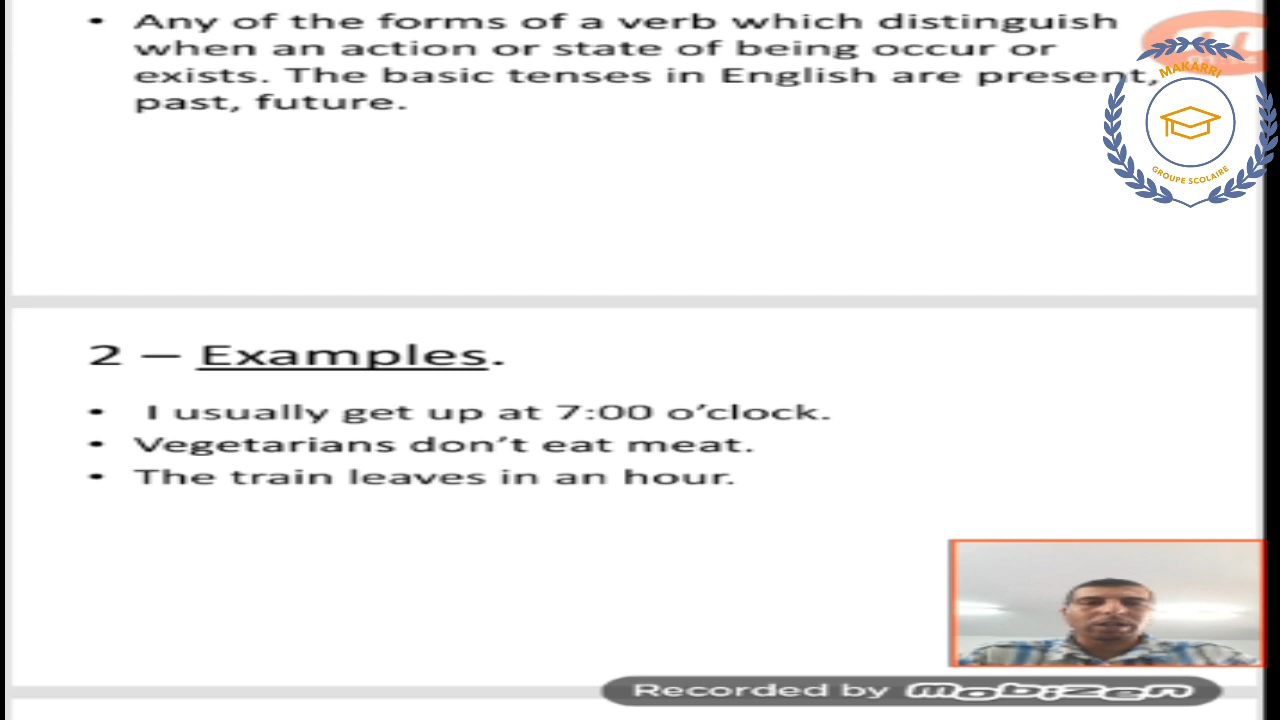 • Any of the forms of a verb which distinguish
when an action or state of being occur or
exists. The basic tenses in English are present,
past, future.
MAKARRI
GROUPE SCOLAIRE
2 – Examples.
• I usually get up at 7:00 o’clock.
• Vegetarians don’t eat meat.
• The train leaves in an hour.
Recorded by mobizen